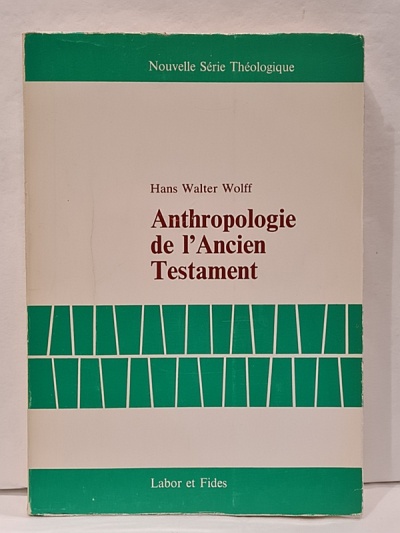 Nouvelle Série Théologique
Hans Walter Wolff
Anthropologie
de l'Ancien
Testament
Labor et Fides